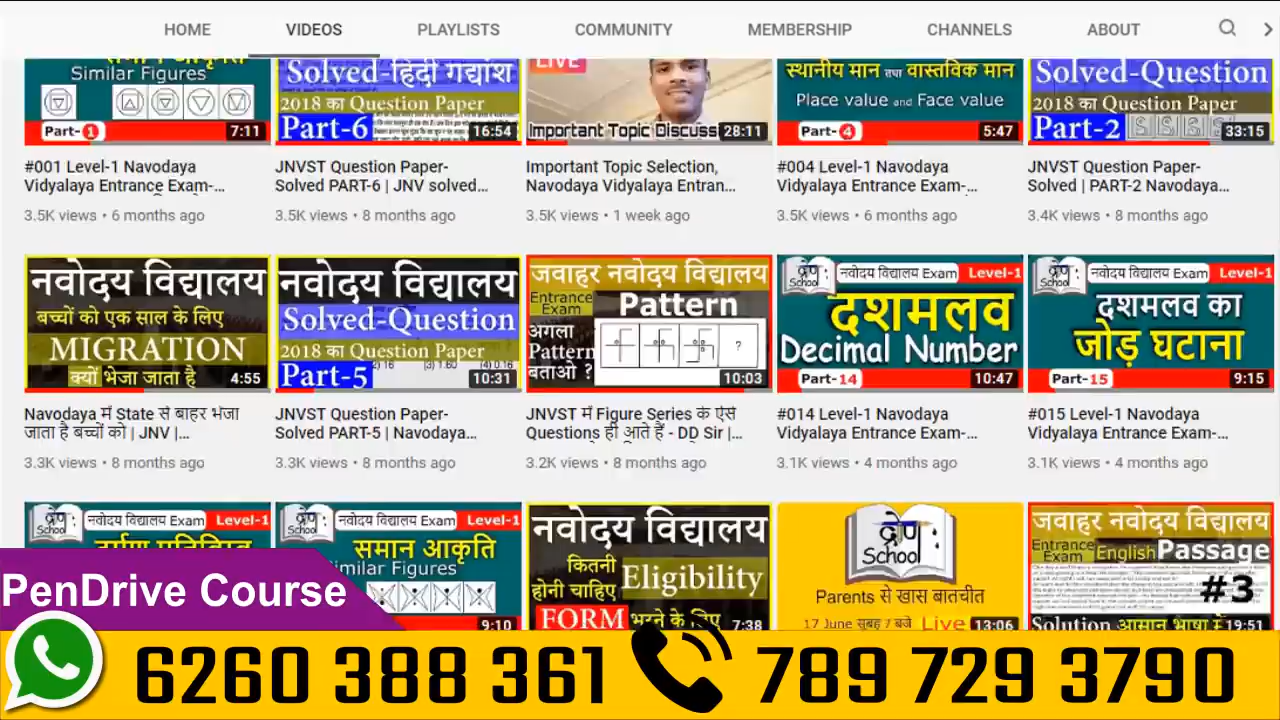 HOME VIDEOS PLAYLISTS COMMUNITY MEMBERSHIP CHANNELS ABOUT
Similar Figures
Part-1
7:11
Solved-हिंदी गद्यांश
2018 का Question Paper
Part-6
16:54
LIVE
Important Topic Discuss
28:11
स्थानीय मान तथा वास्तविक मान
Place value and Face value
Part-4
5:47
Solved-Question
2018 का Question Paper
Part-2
33:15
#001 Level-1 Navodaya
Vidyalaya Entrance Exam-...
3.5K views • 6 months ago
JNVST Question Paper-
Solved PART-6 | JNV solved...
3.5K views • 8 months ago
Important Topic Selection,
Navodaya Vidyalaya Entran...
3.5K views • 1 week ago
#004 Level-1 Navodaya
Vidyalaya Entrance Exam-...
3.5K views • 6 months ago
JNVST Question Paper-
Solved | PART-2 Navodaya...
3.4K views • 8 months ago
नवोदय विद्यालय
बच्चों को एक साल के लिए
MIGRATION
क्यों भेजा जाता है
4:55
नवोदय विद्यालय
Solved-Question
2018 का Question Paper
Part-5
10:31
जवाहर नवोदय विद्यालय
Entrance
Exam
Pattern
अगला
Pattern
बताओ ?
?
10:03
द्रोण:
School
नवोदय विद्यालय Exam Level-1
दशमलव
Decimal Number
Part-14
10:47
द्रोण:
School
नवोदय विद्यालय Exam Level-1
दशमलव का
जोड़ घटाना
Part-15
9:15
Navodaya में State से बाहर भेजा
जाता है बच्चों को | JNV |...
3.3K views • 8 months ago
JNVST Question Paper-
Solved PART-5 | Navodaya...
3.3K views • 8 months ago
JNVST में Figure Series के ऐसे
Questions ही आते हैं - DD Sir |...
3.2K views • 8 months ago
#014 Level-1 Navodaya
Vidyalaya Entrance Exam-...
3.1K views • 4 months ago
#015 Level-1 Navodaya
Vidyalaya Entrance Exam-...
3.1K views • 4 months ago
द्रोण:
School
नवोदय विद्यालय Exam Level-1
द्रोण:
School
नवोदय विद्यालय Exam Level-1
समान आकृति
Figures
9:10
नवोदय विद्यालय
कितनी
होनी चाहिए
Eligibility
FORM भरने के लिए
7:38
द्रोण:
School
Parents से खास बातचीत
17 June सुबह 7 बजे Live
13:06
जवाहर नवोदय विद्यालय
Entrance
Exam
English Passage
#3
Solution आसान भाषा में
19:51
PenDrive Course
6260 388 361 789 729 3790